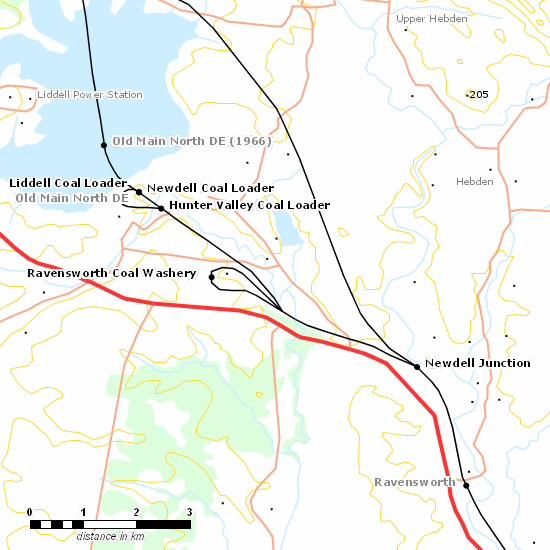 Upper Hebden
Liddell Power Station
205
Old Main North DE (1966)
Liddell Coal Loader
Newdell Coal Loader
Hebden
Old Main North DE
Hunter Valley Coal Loader
Ravensworth Coal Washery
Newdell Junction
Ravensworth
0 1 2 3
distance in km